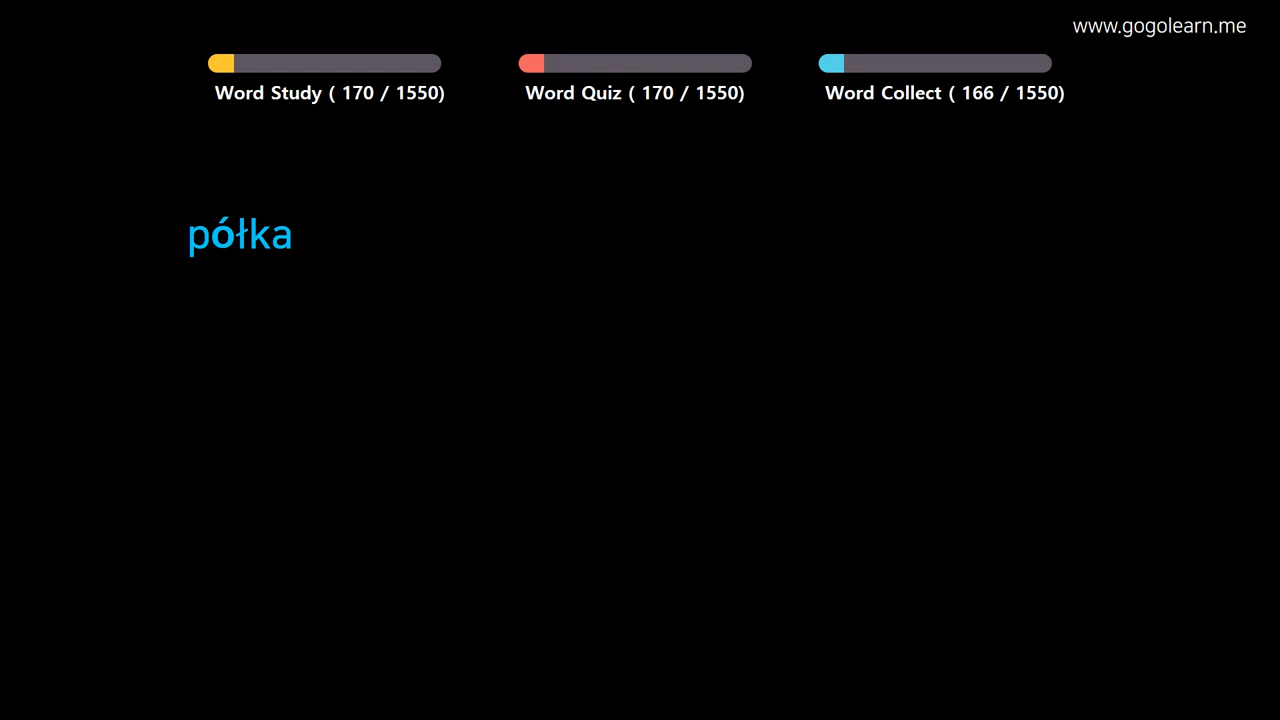 www.gogolearn.me
Word Study ( 170 / 1550)
Word Quiz ( 170 / 1550)
Word Collect ( 166 / 1550)
półka